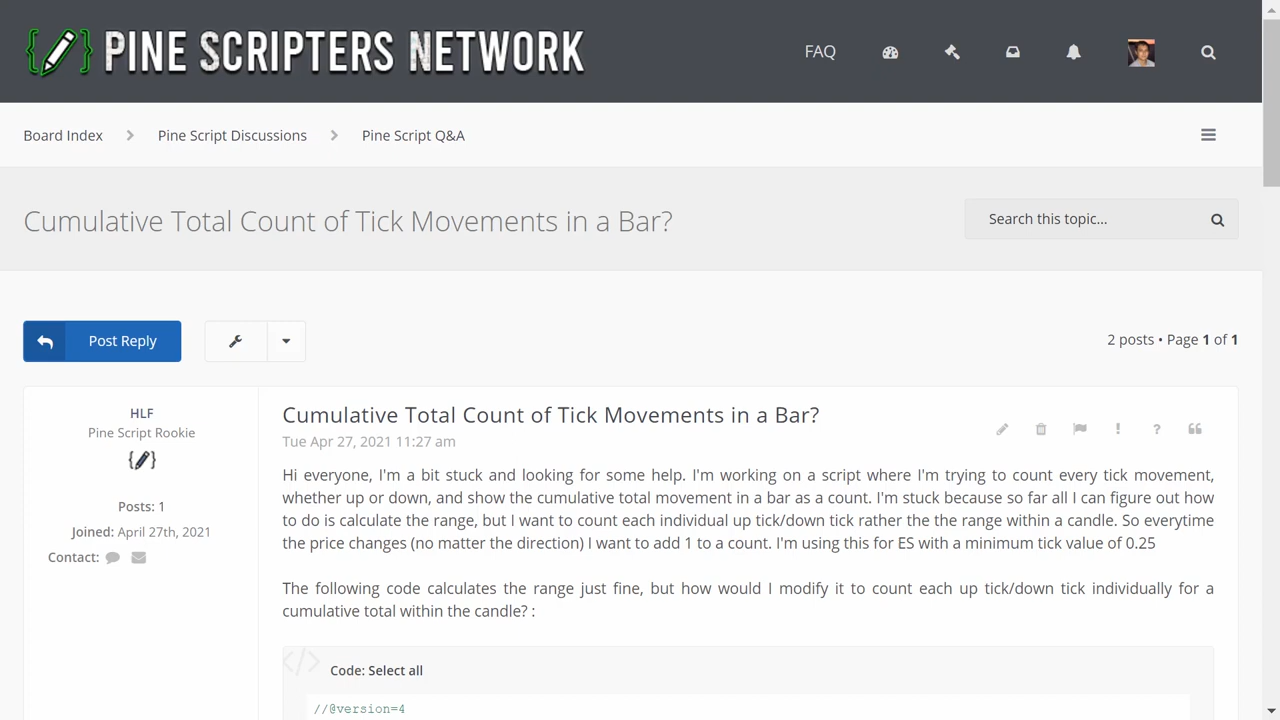 PINE SCRIPTERS NETWORK
FAQ
Board Index
Pine Script Discussions
Pine Script Q&A
Cumulative Total Count of Tick Movements in a Bar?
Search this topic...
Post Reply
2 posts • Page 1 of 1
HLF
Pine Script Rookie
Posts: 1
Joined: April 27th, 2021
Contact:
Cumulative Total Count of Tick Movements in a Bar?
Tue Apr 27, 2021 11:27 am
Hi everyone, I'm a bit stuck and looking for some help. I'm working on a script where I'm trying to count every tick movement,
whether up or down, and show the cumulative total movement in a bar as a count. I'm stuck because so far all I can figure out how
to do is calculate the range, but I want to count each individual up tick/down tick rather the the range within a candle. So everytime
the price changes (no matter the direction) I want to add 1 to a count. I'm using this for ES with a minimum tick value of 0.25
The following code calculates the range just fine, but how would I modify it to count each up tick/down tick individually for a
cumulative total within the candle? :
Code: Select all
//@version=4